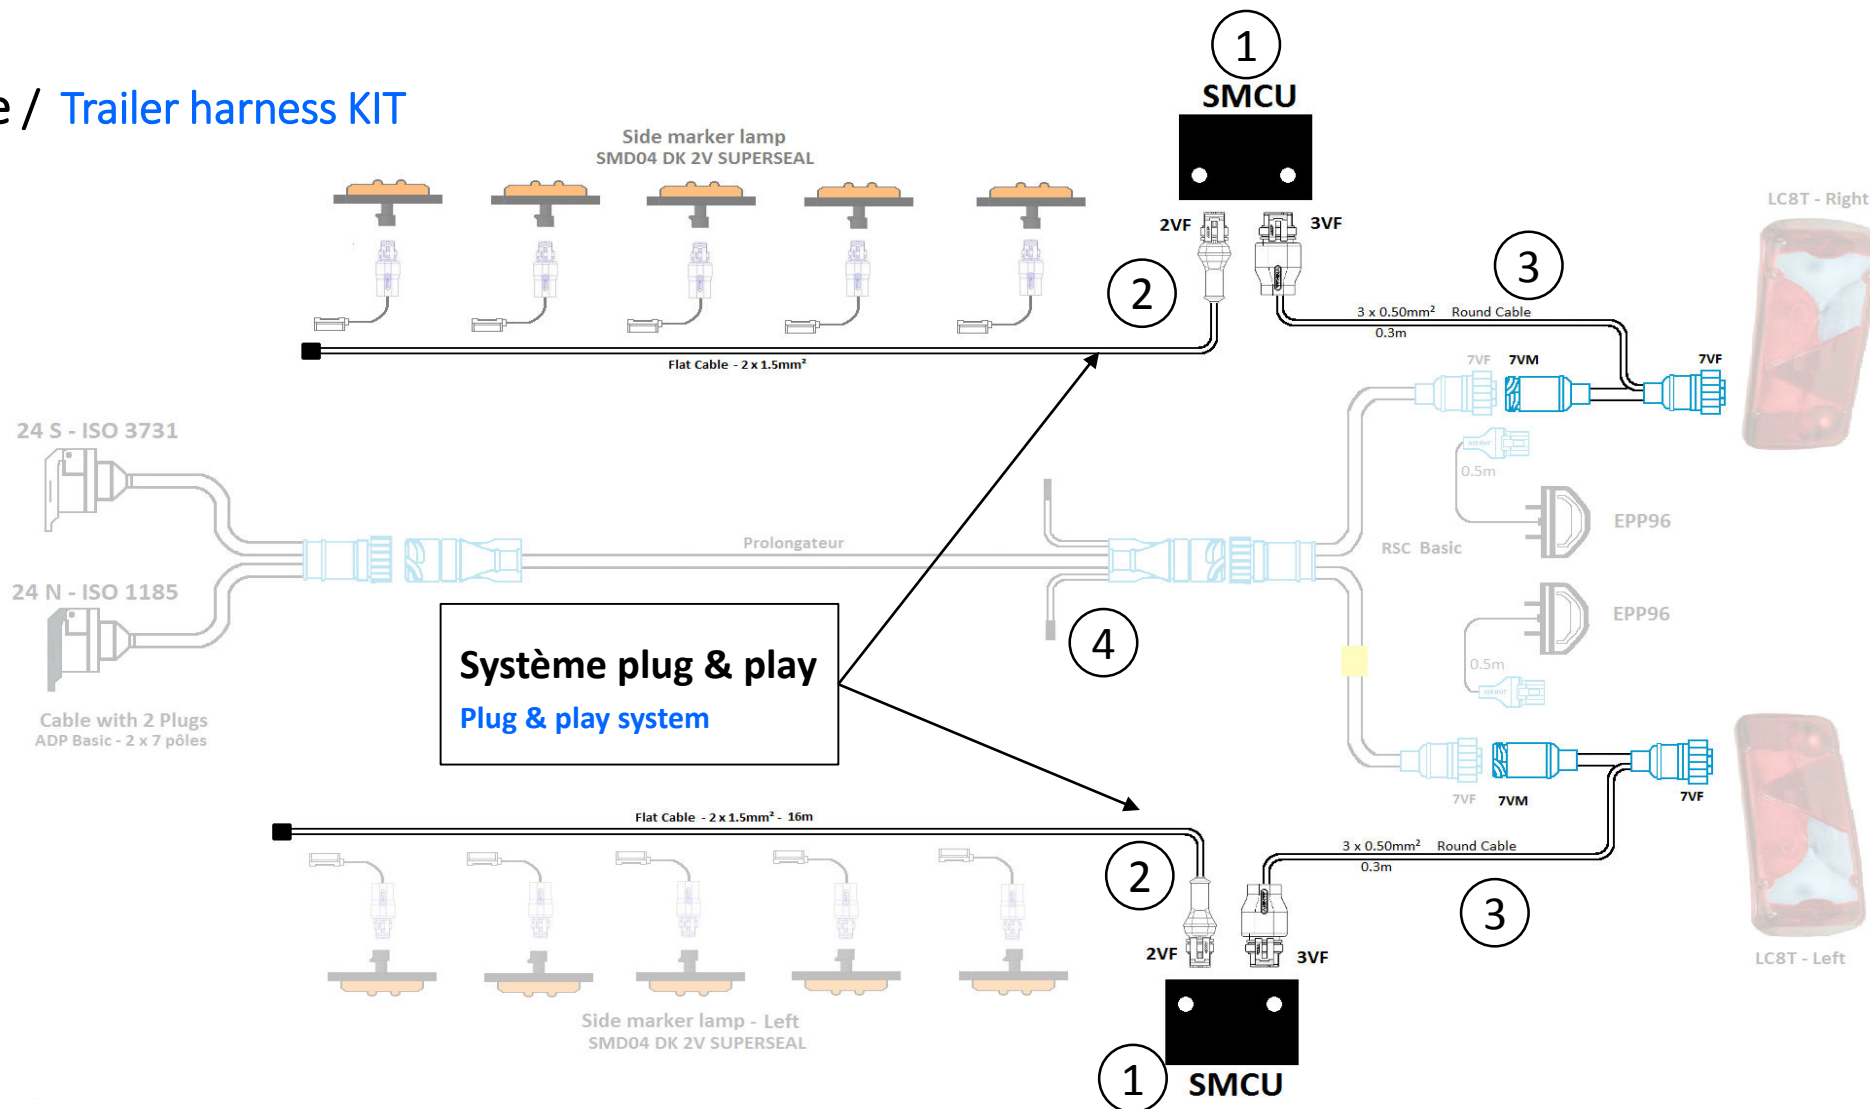 e / Trailer harness KIT
1
SMCU
Side marker lamp
SMD04 DK 2V SUPERSEAL
LC8T - Right
2VF
3VF
2
3
3 x 0.50mm² Round Cable
0.3m
Flat Cable - 2 x 1.5mm²
7VF
7VM
7VF
24 S - ISO 3731
0.5m
EPP96
Prolongateur
RSC Basic
24 N - ISO 1185
EPP96
4
Système plug & play
Plug & play system
0.5m
Cable with 2 Plugs
ADP Basic - 2 x 7 pôles
7VF
7VM
7VF
Flat Cable - 2 x 1.5mm² - 16m
3 x 0.50mm² Round Cable
0.3m
2
3
2VF
3VF
LC8T - Left
Side marker lamp - Left
SMD04 DK 2V SUPERSEAL
1
SMCU